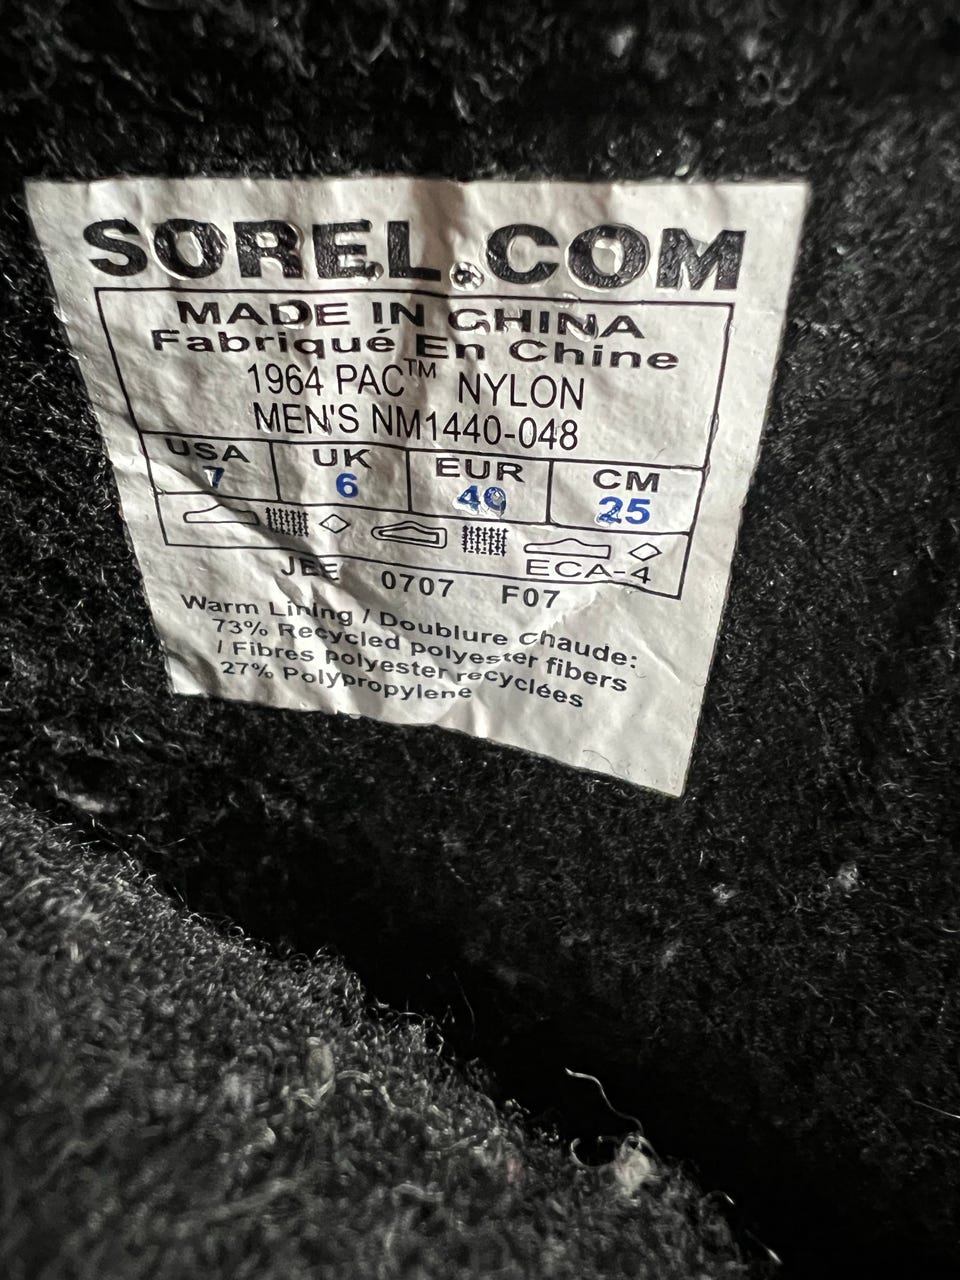 SOREL.COM
MADE IN CHINA
Fabriqué En Chine
1964 PAC™ NYLON
MEN'S NM1440-048
USA UK EUR CM
7 6 40 25
ECA-4
JEE 0707 F07
Warm Lining / Doublure chaude:
73% Recycled polyester fibers
/ Fibres polyester recyclées
27% Polypropylene